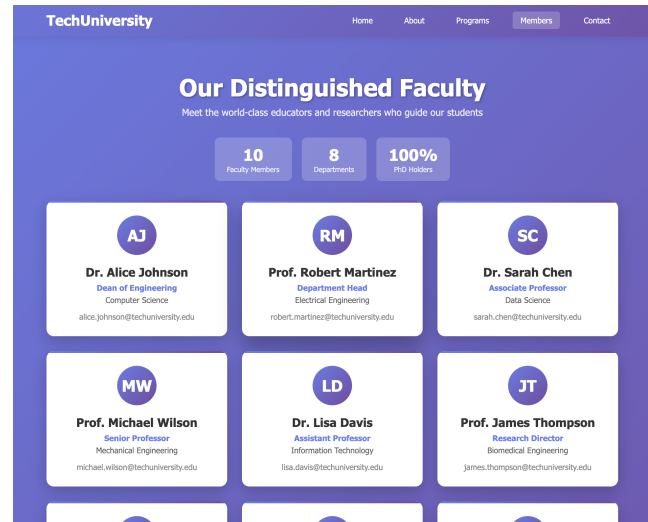 TechUniversity
Home About Programs Members Contact
Our Distinguished Faculty
Meet the world-class educators and researchers who guide our students
10 8 100%
Faculty Members Departments PhD Holders
AJ RM SC
Dr. Alice Johnson Prof. Robert Martinez Dr. Sarah Chen
Dean of Engineering Department Head Associate Professor
Computer Science Electrical Engineering Data Science
alice.johnson@techuniversity.edu robert.martinez@techuniversity.edu sarah.chen@techuniversity.edu
MW LD JT
Prof. Michael Wilson Dr. Lisa Davis Prof. James Thompson
Senior Professor Assistant Professor Research Director
Mechanical Engineering Information Technology Biomedical Engineering
michael.wilson@techuniversity.edu lisa.davis@techuniversity.edu james.thompson@techuniversity.edu